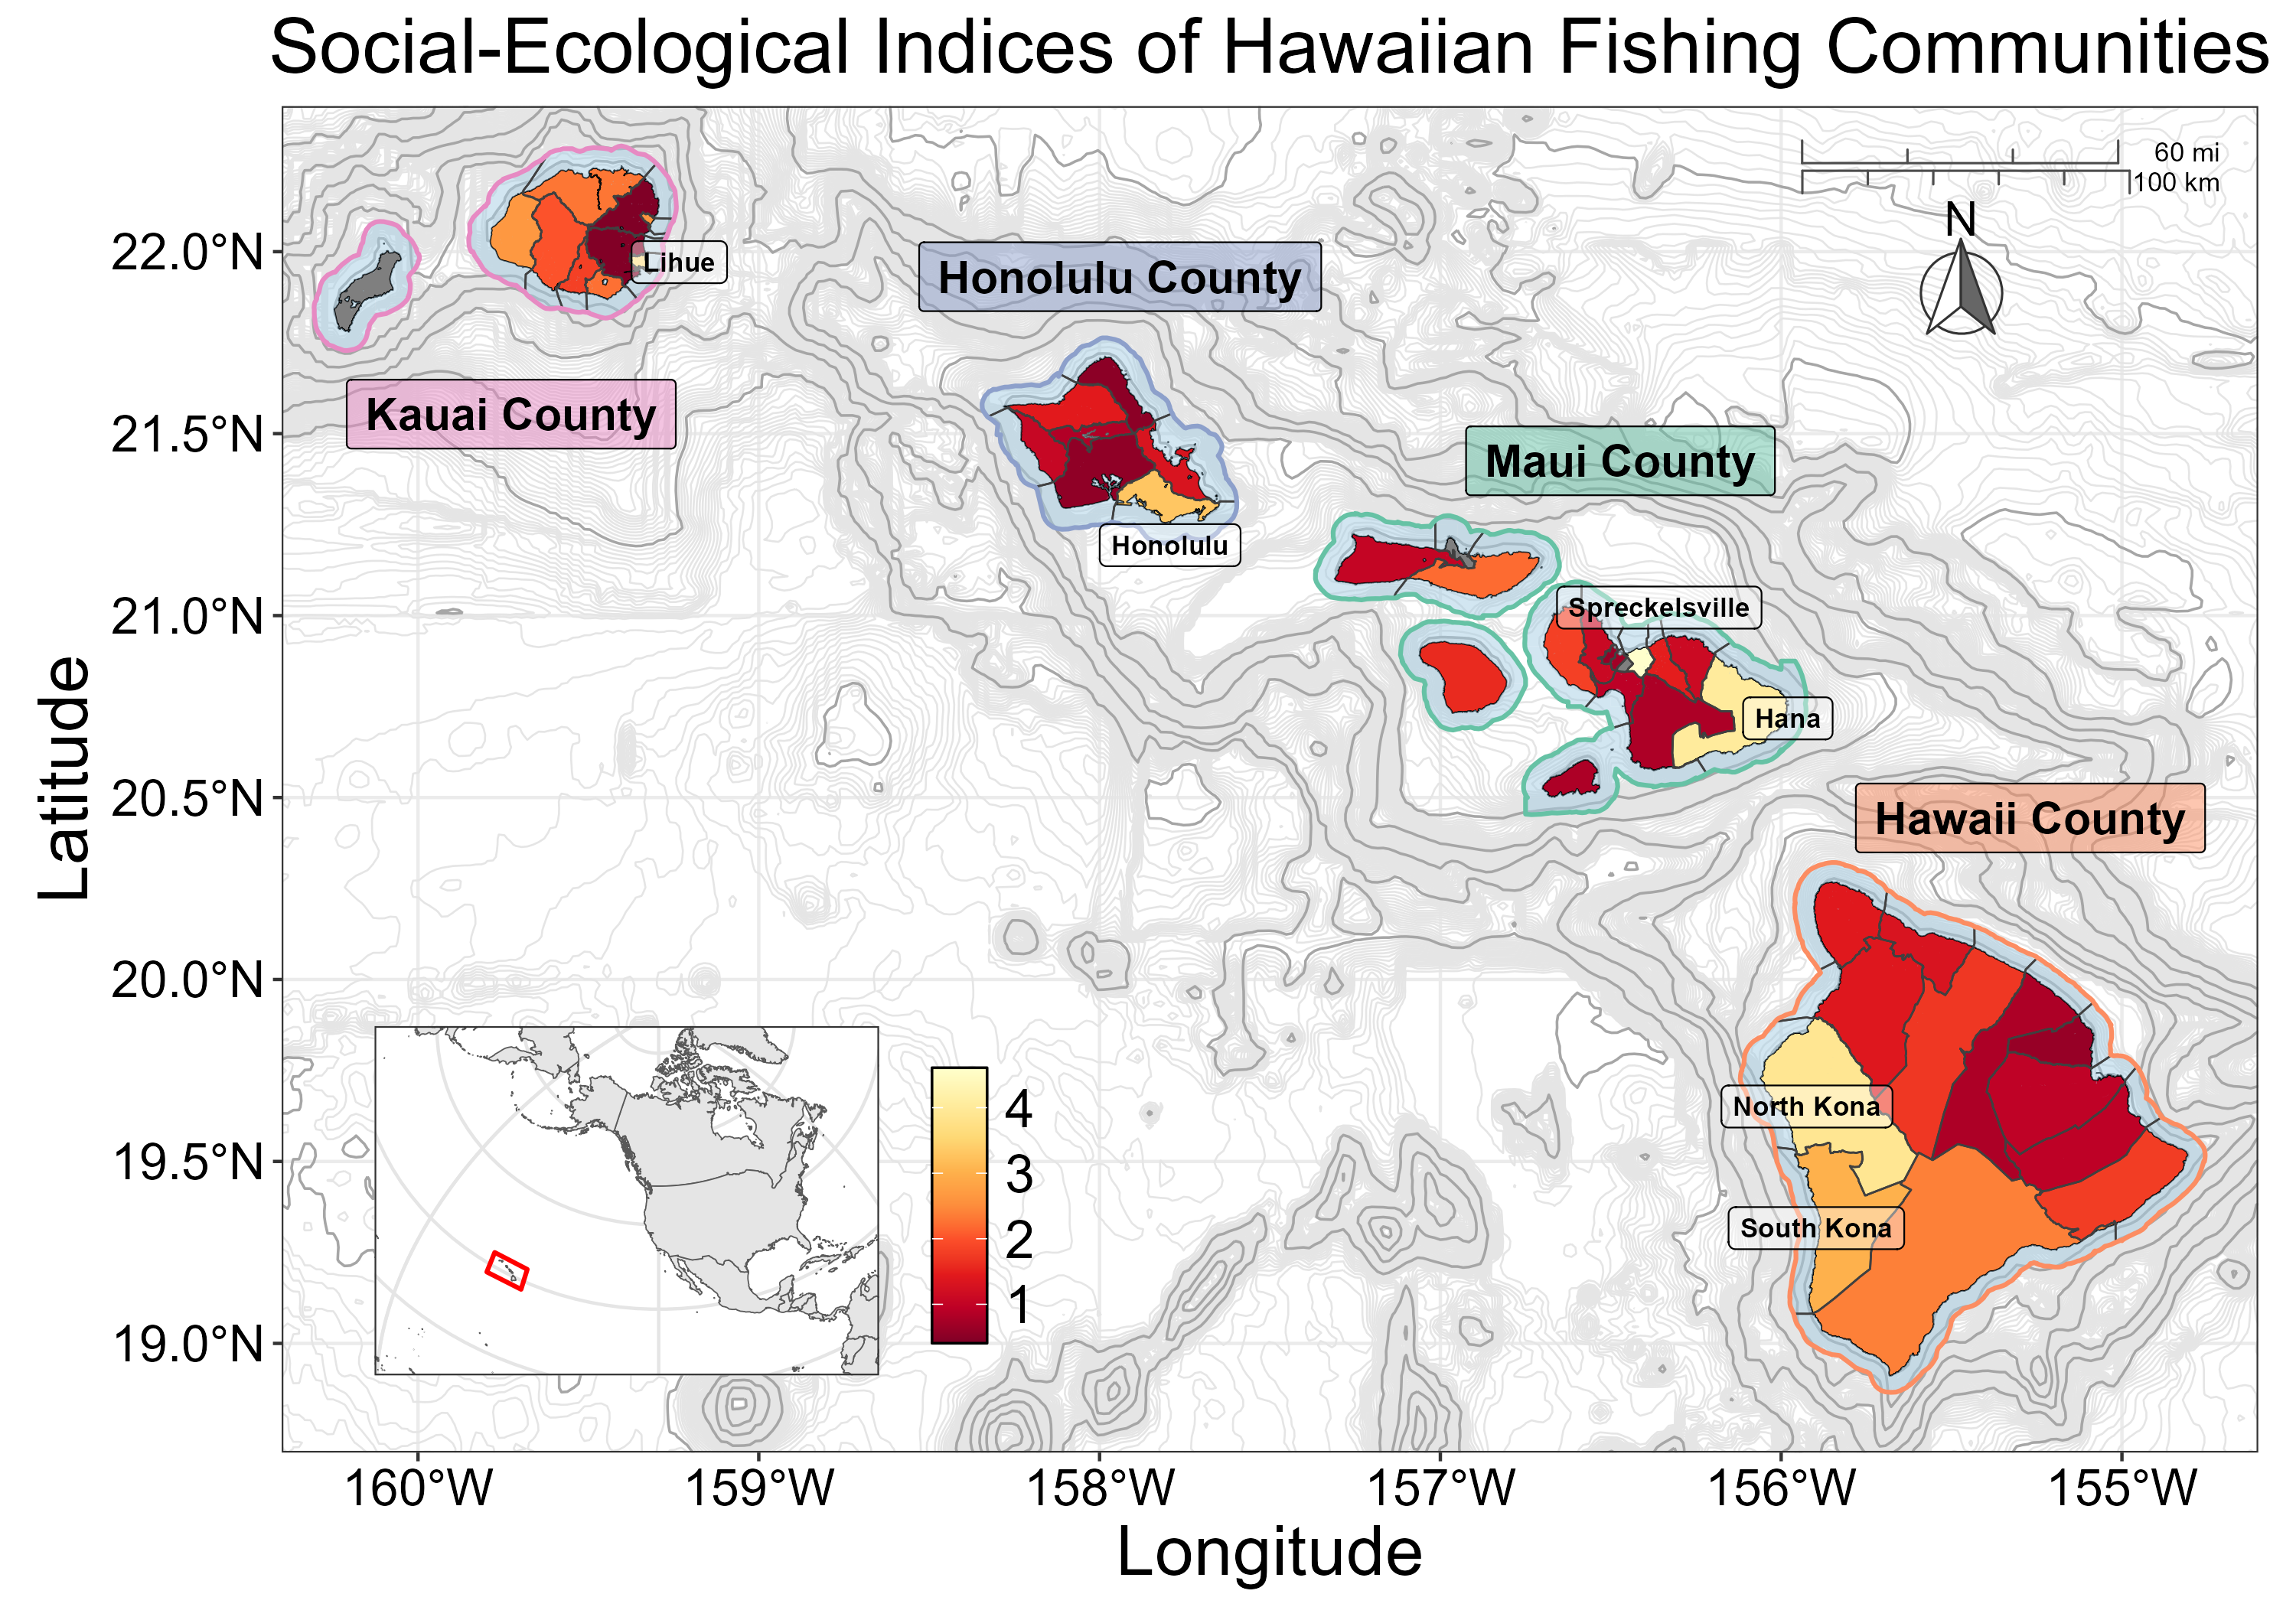 Social-Ecological Indices of Hawaiian Fishing Communities
60 mi
100 km
N
22.0°N
21.5°N
21.0°N
20.5°N
20.0°N
19.5°N
19.0°N
Latitude
Lihue
Kauai County
Honolulu County
Honolulu
Maui County
Spreckelsville
Hana
Hawaii County
North Kona
South Kona
4
3
2
1
160°W
159°W
158°W
157°W
156°W
155°W
Longitude